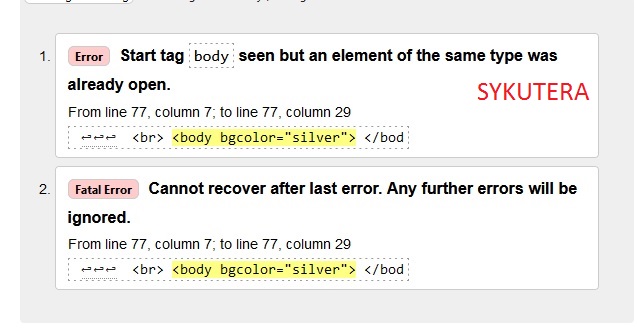 1. Error Start tag body seen but an element of the same type was
already open.
SYKUTERA
From line 77, column 7; to line 77, column 29
↩↩↩ <br> <body bgcolor="silver"> </bod
2. Fatal Error Cannot recover after last error. Any further errors will be
ignored.
From line 77, column 7; to line 77, column 29
↩↩↩ <br> <body bgcolor="silver"> </bod